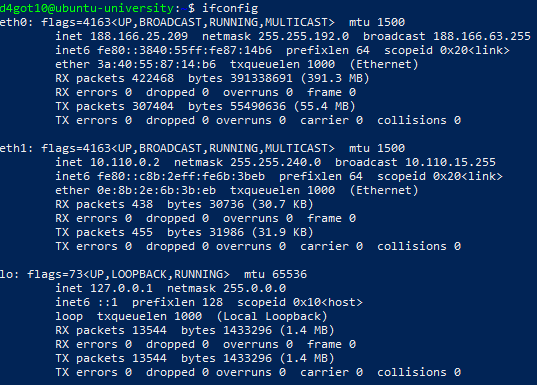 d4got10@ubuntu-university: $ ifconfig
eth0: flags=4163<UP,BROADCAST,RUNNING,MULTICAST>  mtu 1500
        inet 188.166.25.209  netmask 255.255.192.0  broadcast 188.166.63.255
        inet6 fe80::3840:55ff:fe87:14b6  prefixlen 64  scopeid 0x20<link>
        ether 3a:40:55:87:14:b6  txqueuelen 1000  (Ethernet)
        RX packets 422468  bytes 391338691 (391.3 MB)
        RX errors 0  dropped 0  overruns 0  frame 0
        TX packets 307404  bytes 55490636 (55.4 MB)
        TX errors 0  dropped 0 overruns 0  carrier 0  collisions 0

eth1: flags=4163<UP,BROADCAST,RUNNING,MULTICAST>  mtu 1500
        inet 10.110.0.2  netmask 255.255.240.0  broadcast 10.110.15.255
        inet6 fe80::c8b:2eff:fe6b:3beb  prefixlen 64  scopeid 0x20<link>
        ether 0e:8b:2e:6b:3b:eb  txqueuelen 1000  (Ethernet)
        RX packets 438  bytes 30736 (30.7 KB)
        RX errors 0  dropped 0  overruns 0  frame 0
        TX packets 455  bytes 31986 (31.9 KB)
        TX errors 0  dropped 0 overruns 0  carrier 0  collisions 0

lo: flags=73<UP,LOOPBACK,RUNNING>  mtu 65536
        inet 127.0.0.1  netmask 255.0.0.0
        inet6 ::1  prefixlen 128  scopeid 0x10<host>
        loop  txqueuelen 1000  (Local Loopback)
        RX packets 13544  bytes 1433296 (1.4 MB)
        RX errors 0  dropped 0  overruns 0  frame 0
        TX packets 13544  bytes 1433296 (1.4 MB)
        TX errors 0  dropped 0 overruns 0  carrier 0  collisions 0